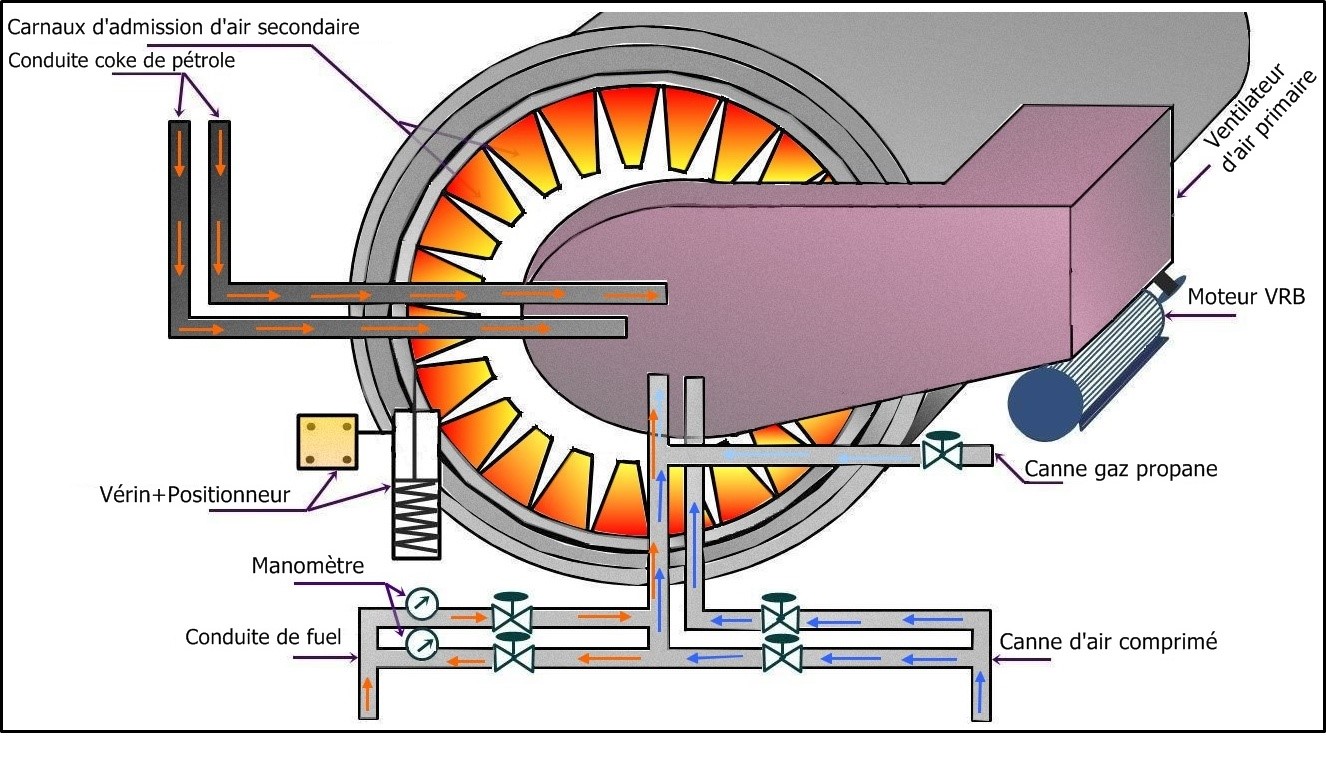 Carnaux d'admission d'air secondaire
Conduite coke de pétrole
Ventilateur
d'air primaire
Moteur VRB
Canne gaz propane
Vérin+Positionneur
Manomètre
Conduite de fuel
Canne d'air comprimé